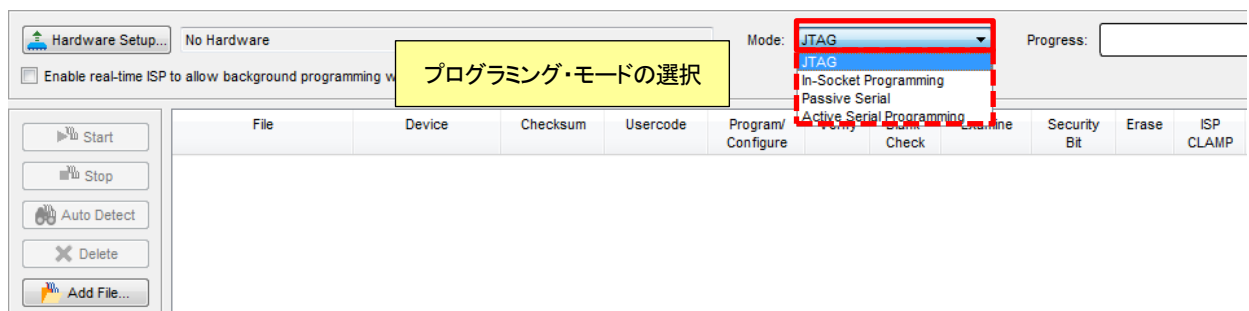 Hardware Setup...
No Hardware
Mode:
JTAG
Progress:
JTAG
In-Socket Programming
Passive Serial
Active Serial Programming
Enable real-time ISP to allow background programming w
プログラミング・モードの選択
Start
Stop
Auto Detect
Delete
Add File...
File
Device
Checksum
Usercode
Program/
Configure
Verify
Blank-
Check
Examine
Security
Bit
Erase
ISP
CLAMP